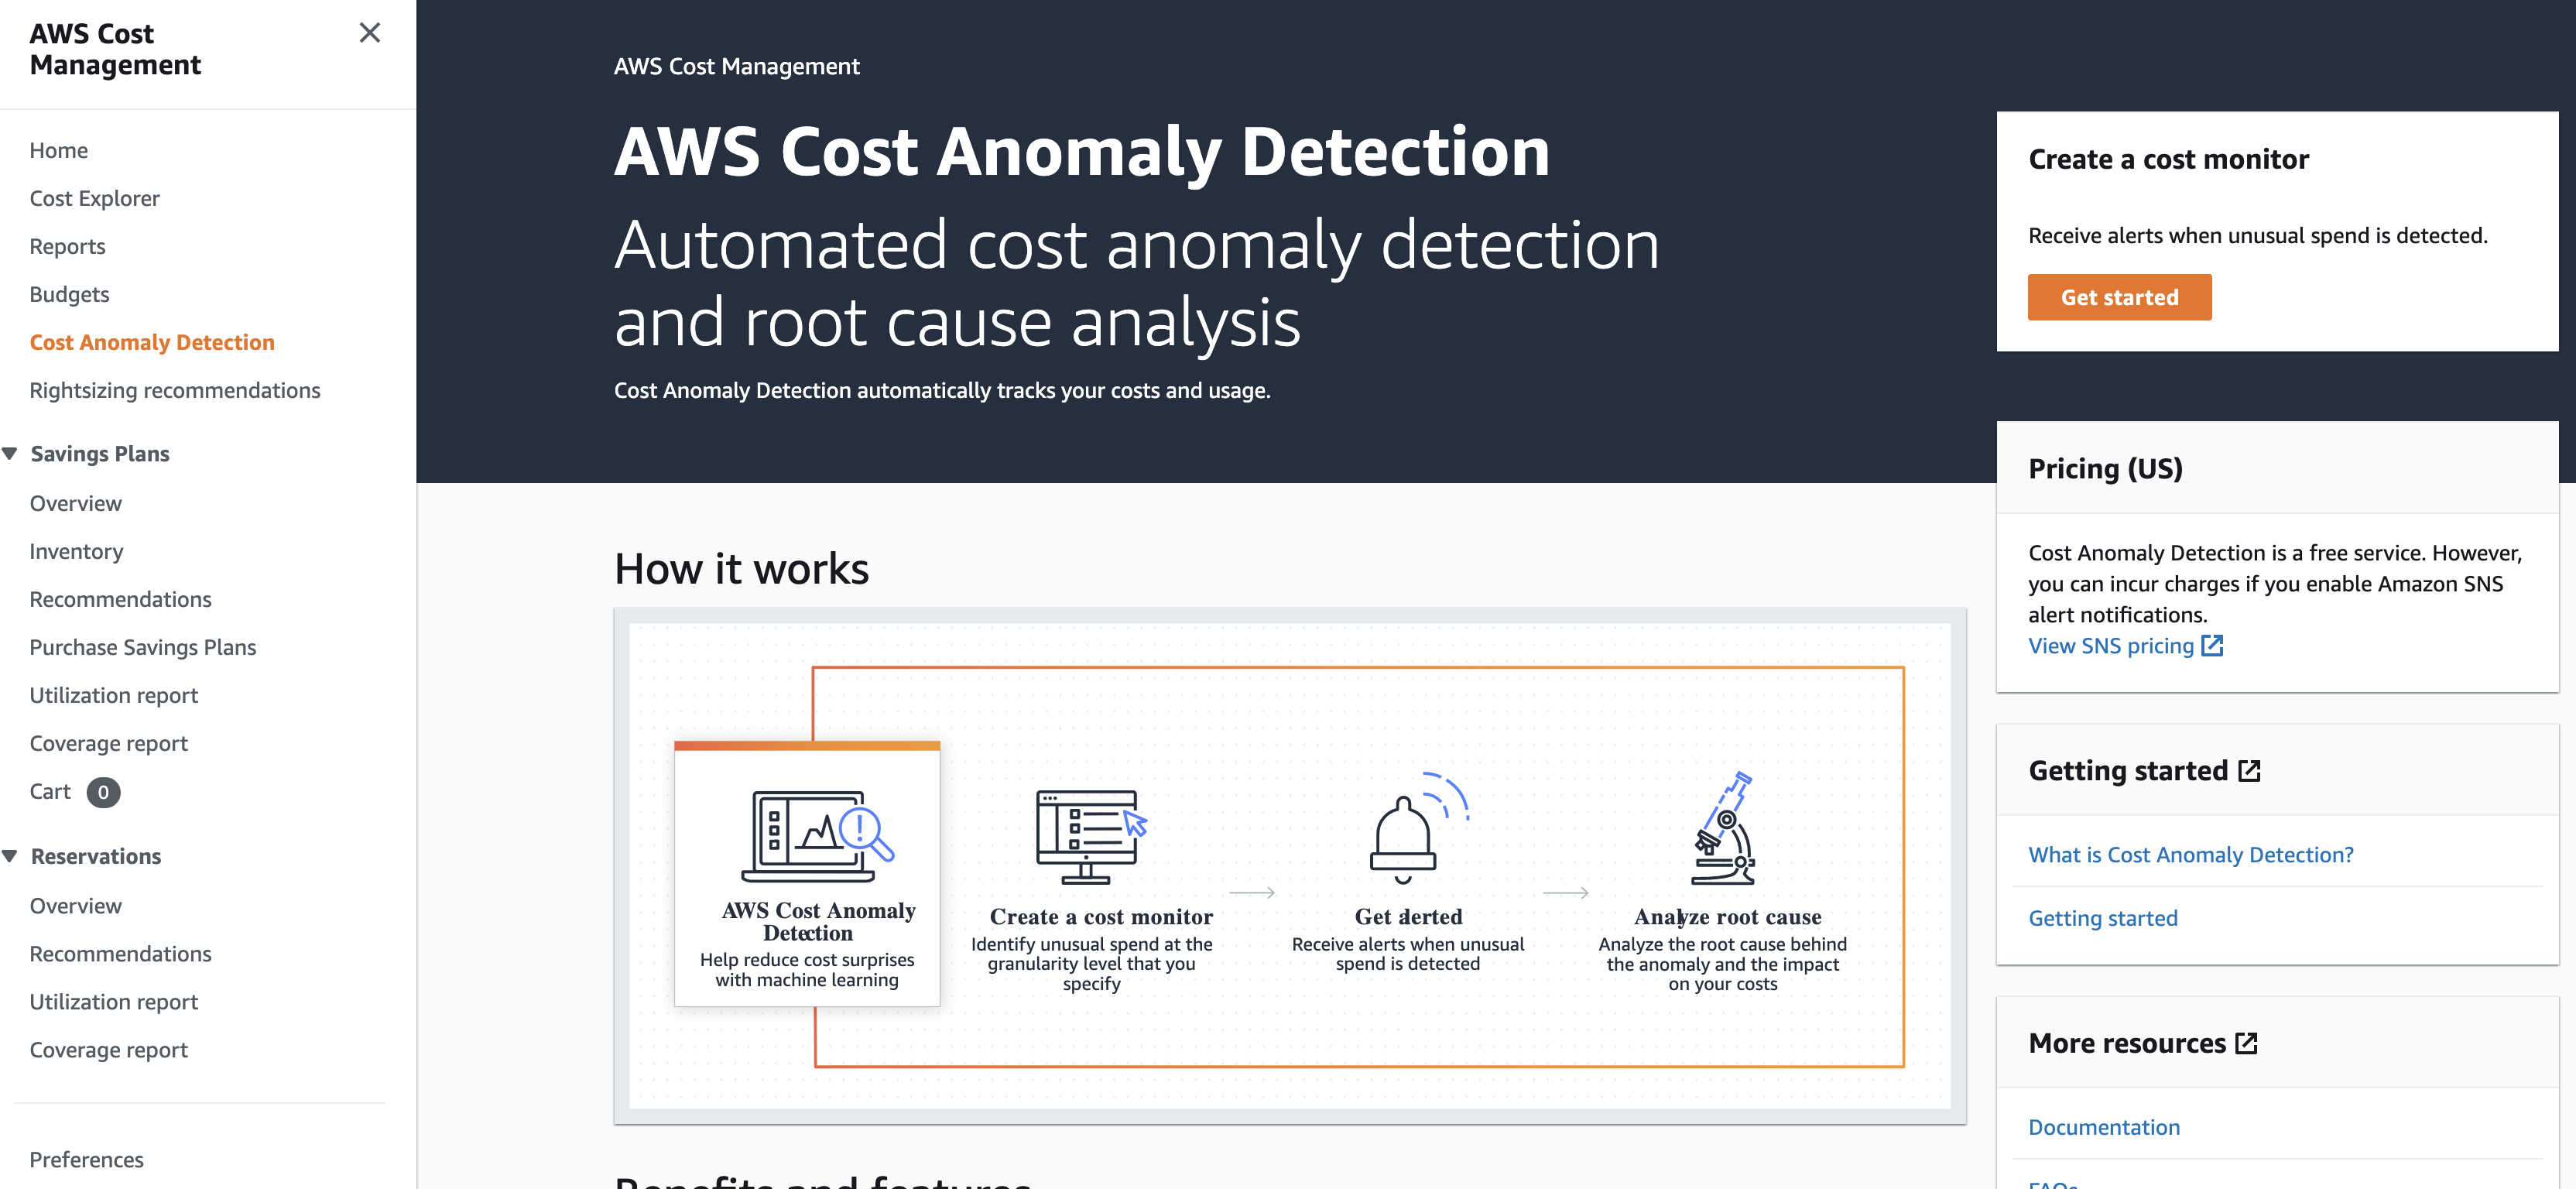 AWS Cost
Management
Home
Cost Explorer
Reports
Budgets
Cost Anomaly Detection
Rightsizing recommendations
Savings Plans
Overview
Inventory
Recommendations
Purchase Savings Plans
Utilization report
Coverage report
Cart 0
Reservations
Overview
Recommendations
Utilization report
Coverage report
Preferences
AWS Cost Management
AWS Cost Anomaly Detection
Automated cost anomaly detection
and root cause analysis
Cost Anomaly Detection automatically tracks your costs and usage.
How it works
AWS Cost Anomaly
Detection
Help reduce cost surprises
with machine learning
Create a cost monitor
Identify unusual spend at the
granularity level that you
specify
Get alerted
Receive alerts when unusual
spend is detected
Analyze root cause
Analyze the root cause behind
the anomaly and the impact
on your costs
Benefits and features
Create a cost monitor
Receive alerts when unusual spend is detected.
Get started
Pricing (US)
Cost Anomaly Detection is a free service. However,
you can incur charges if you enable Amazon SNS
alert notifications.
View SNS pricing
Getting started
What is Cost Anomaly Detection?
Getting started
More resources
Documentation
FAQs